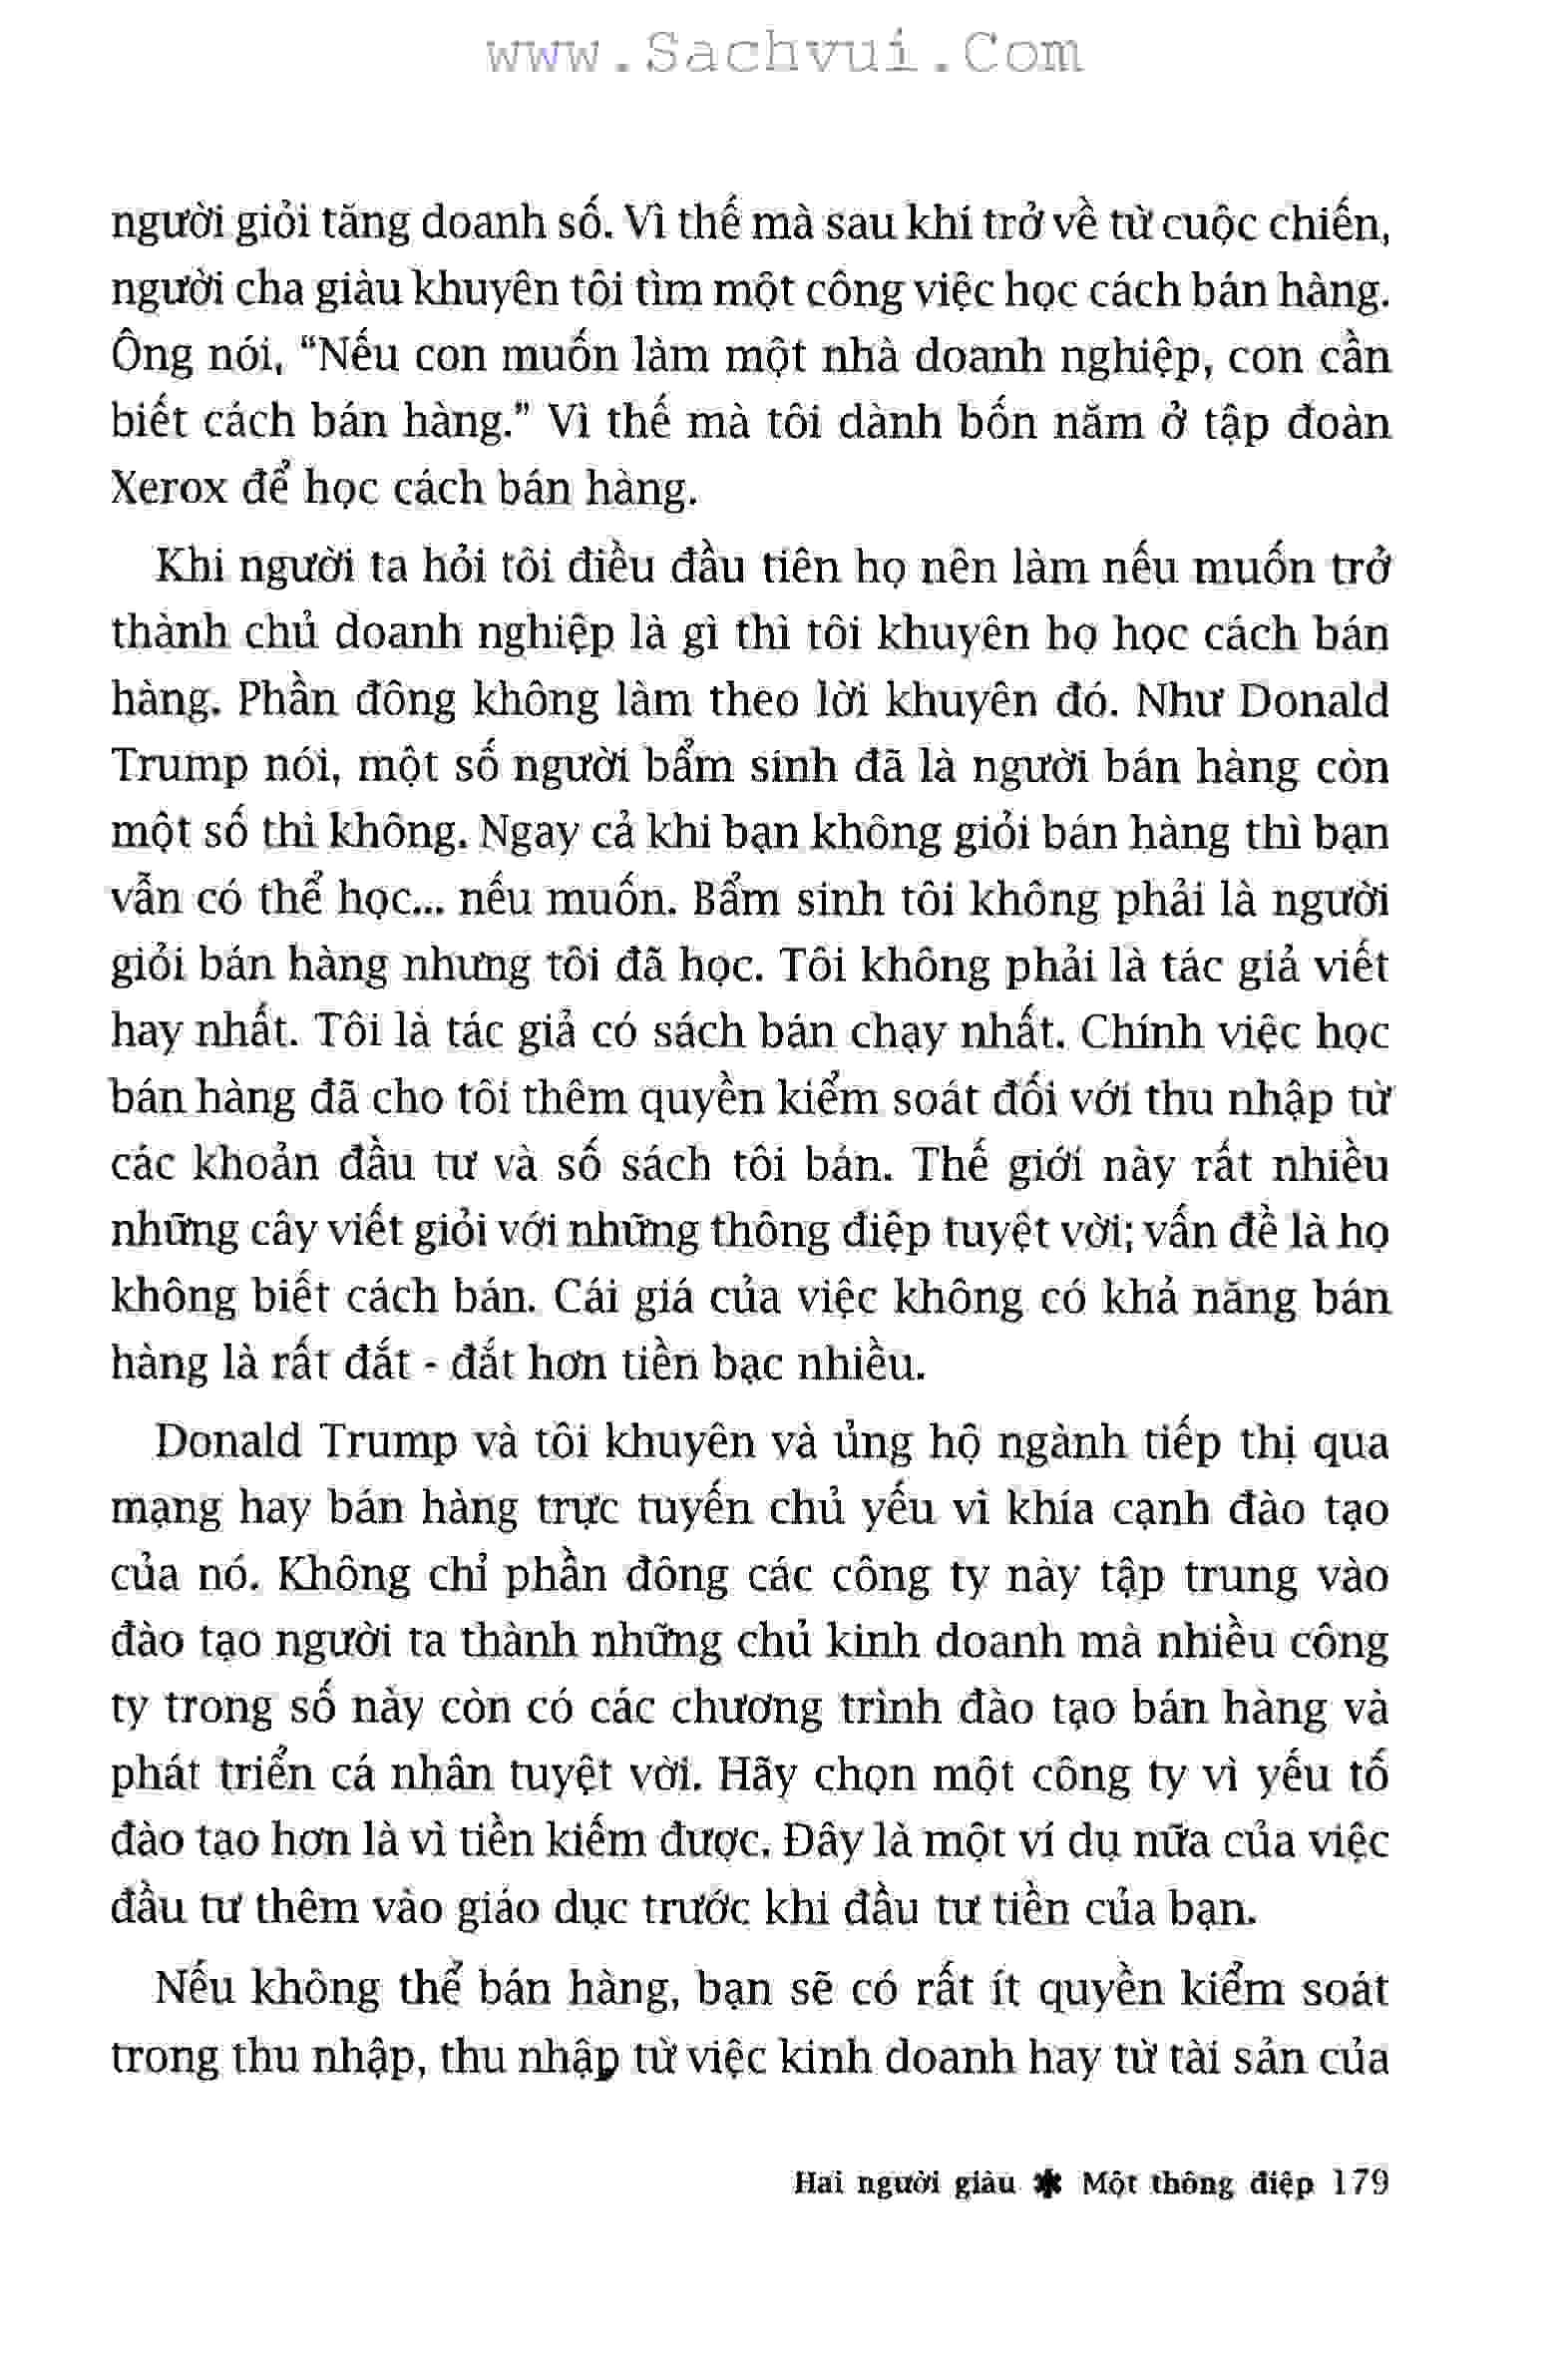 www.Sachvui.Com
người giỏi tăng doanh số. Vì thế mà sau khi trở về từ cuộc chiến,
người cha giàu khuyên tôi tìm một công việc học cách bán hàng.
Ông nói, “Nếu con muốn làm một nhà doanh nghiệp, con cần
biết cách bán hàng.” Vì thế mà tôi dành bốn năm ở tập đoàn
Xerox để học cách bán hàng.
Khi người ta hỏi tôi điều đầu tiên họ nên làm nếu muốn trở
thành chủ doanh nghiệp là gì thì tôi khuyên họ học cách bán
hàng. Phần đông không làm theo lời khuyên đó. Như Donald
Trump nói, một số người bẩm sinh đã là người bán hàng còn
một số thì không. Ngay cả khi bạn không giỏi bán hàng thì bạn
vẫn có thể học... nếu muốn. Bẩm sinh tôi không phải là người
giỏi bán hàng nhưng tôi đã học. Tôi không phải là tác giả viết
hay nhất. Tôi là tác giả có sách bán chạy nhất. Chính việc học
bán hàng đã cho tôi thêm quyền kiểm soát đối với thu nhập từ
các khoản đầu tư và số sách tôi bán. Thế giới này rất nhiều
những cây viết giỏi với những thông điệp tuyệt vời; vấn đề là họ
không biết cách bán. Cái giá của việc không có khả năng bán
hàng là rất đắt - đắt hơn tiền bạc nhiều.
Donald Trump và tôi khuyên và ủng hộ ngành tiếp thị qua
mạng hay bán hàng trực tuyến chủ yếu vì khía cạnh đào tạo
của nó. Không chỉ phần đông các công ty này tập trung vào
đào tạo người ta thành những chủ kinh doanh mà nhiều công
ty trong số này còn có các chương trình đào tạo bán hàng và
phát triển cá nhân tuyệt vời. Hãy chọn một công ty vì yếu tố
đào tạo hơn là vì tiền kiếm được. Đây là một ví dụ nữa của việc
đầu tư thêm vào giáo dục trước khi đầu tư tiền của bạn.
Nếu không thể bán hàng, bạn sẽ có rất ít quyền kiểm soát
trong thu nhập, thu nhập từ việc kinh doanh hay từ tài sản của
Hai người giàu ✱ Một thông điệp 179